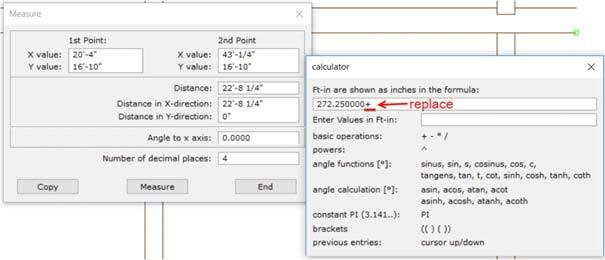 Measure
1st Point: 2nd Point
X value: 20'-4" X value: 43'-1/4"
Y value: 16'-10" Y value: 16'-10"
Distance: 22'-8 1/4"
Distance in X-direction: 22'-8 1/4"
Distance in Y-direction: 0"
Angle to x axis: 0.0000
Number of decimal places: 4
Copy Measure End
calculator
Ft-in are shown as inches in the formula:
272.250000+ replace
Enter Values in Ft-in:
basic operations: + - * /
powers: ^
angle functions [°]: sinus, sin, s, cosinus, cos, c,
tangens, tan, t, cot, sinh, cosh, tanh, coth
angle calculation [°]: asin, acos, atan, acot
asinh, acosh, atanh, acoth
constant PI (3.141..): PI
brackets (( ) ( ))
previous entries: cursor up/down